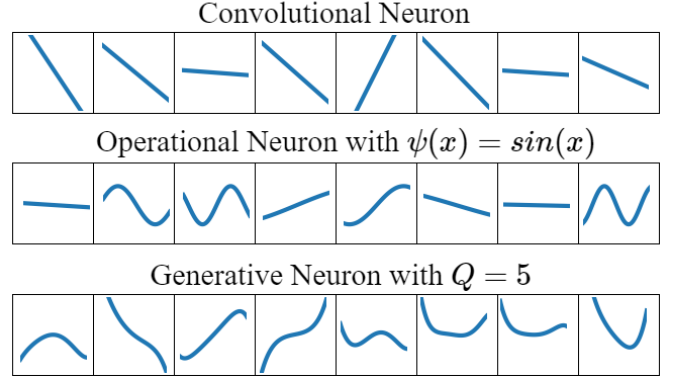 Convolutional Neuron
Operational Neuron with ψ(x) = sin(x)
Generative Neuron with Q = 5